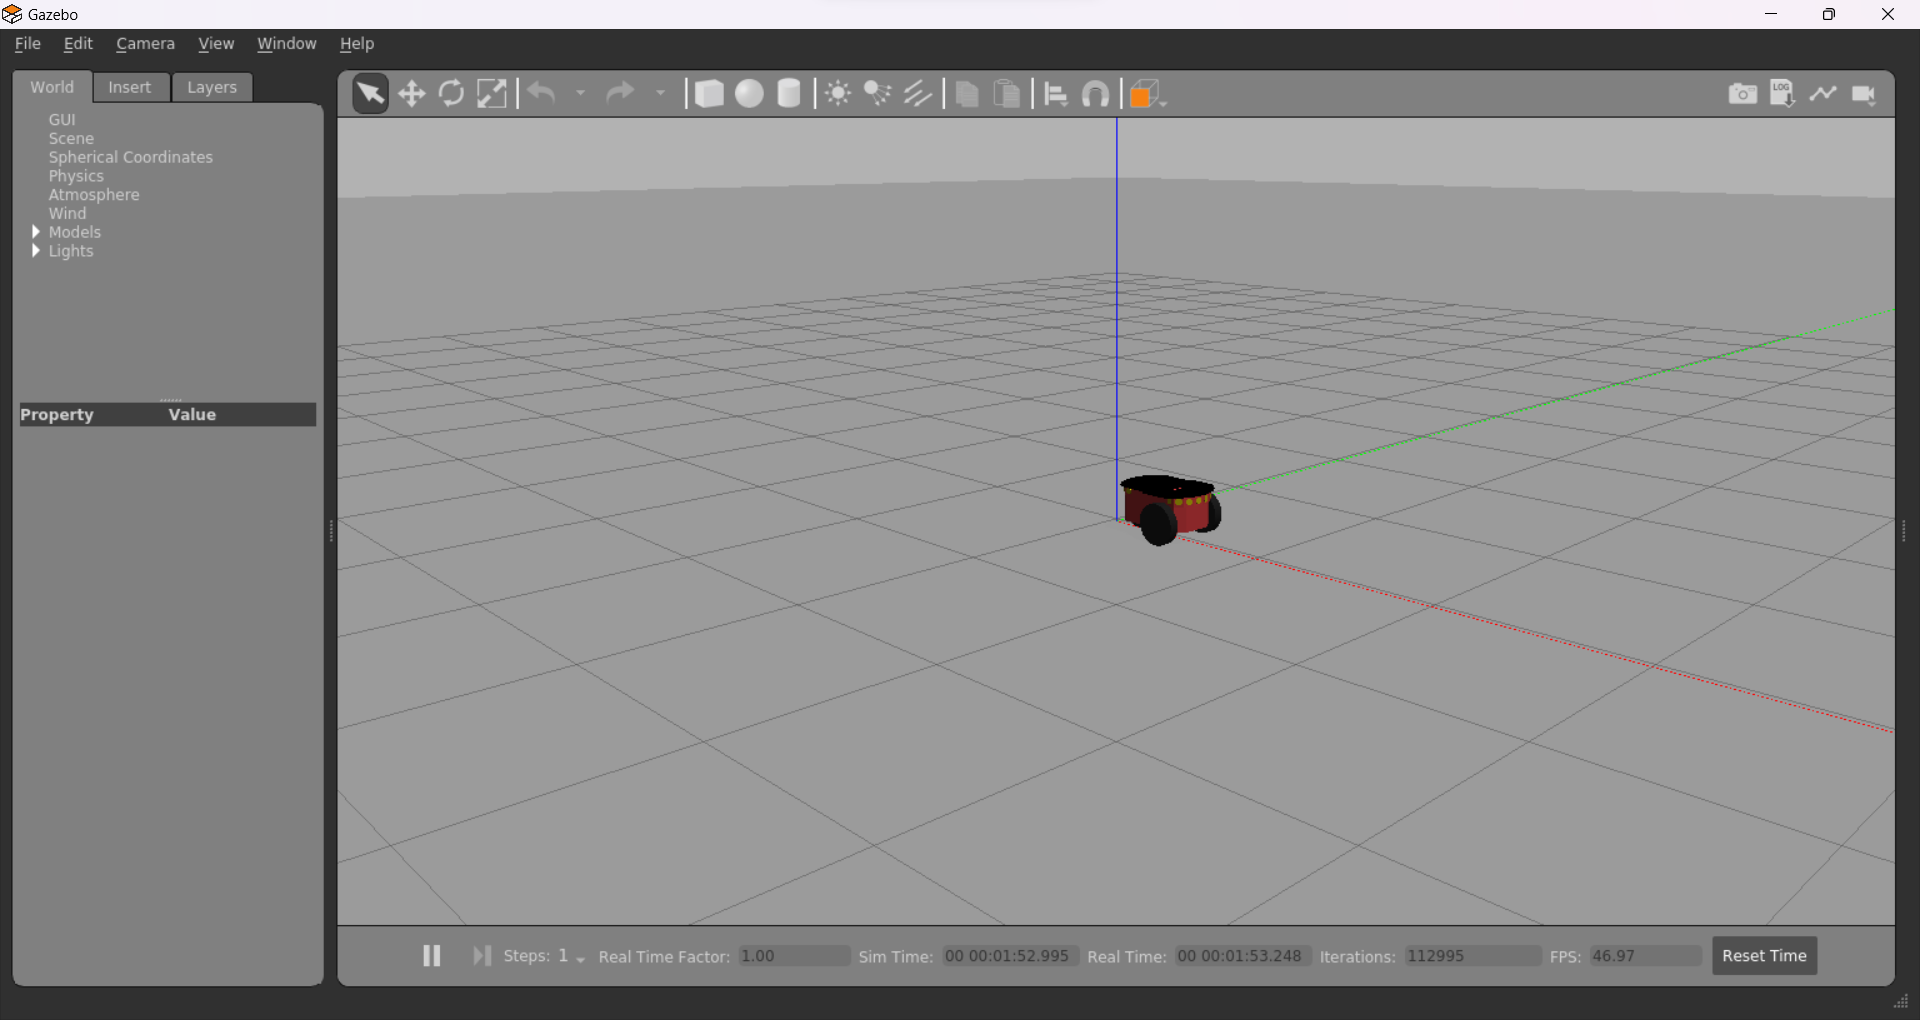 Gazebo
File Edit Camera View Window Help
World Insert Layers
LOG
GUI
Scene
Spherical Coordinates
Physics
Atmosphere
Wind
Models
Lights
Property Value
Steps: 1 Real Time Factor: 1.00 Sim Time: 00 00:01:52.995 Real Time: 00 00:01:53.248 Iterations: 112995 FPS: 46.97 Reset Time